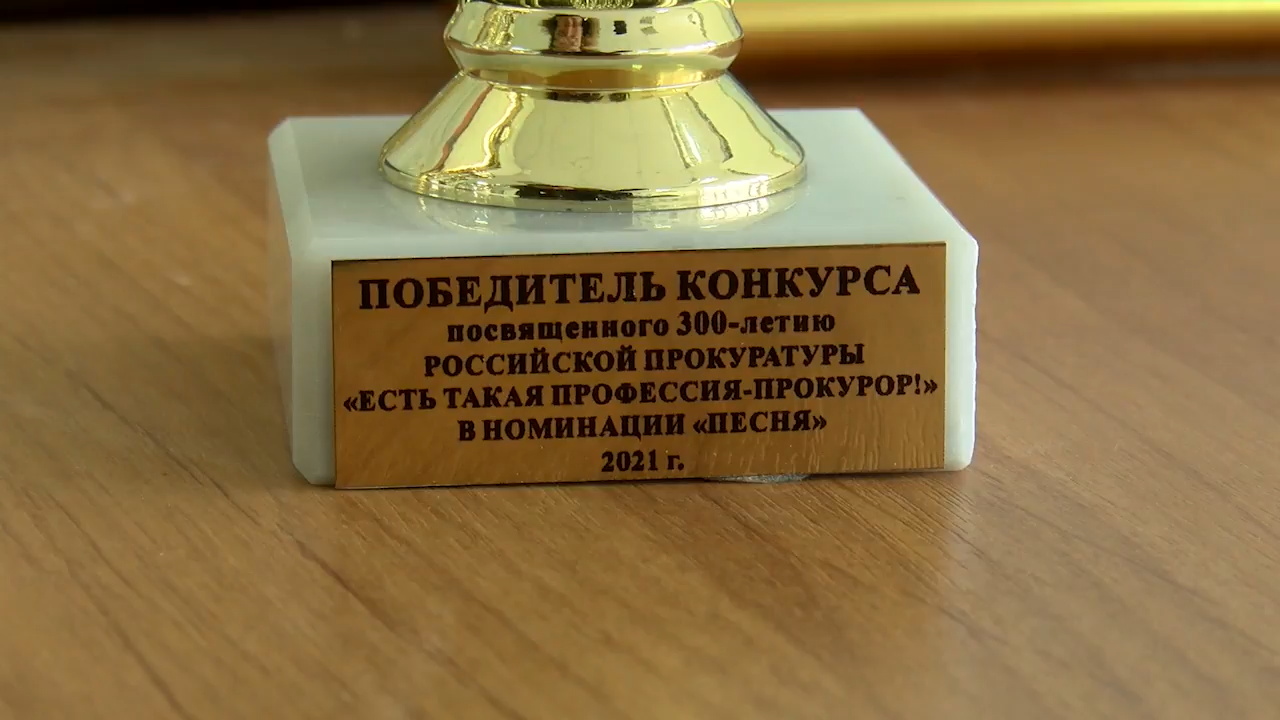 ПОБЕДИТЕЛЬ КОНКУРСА
посвященного 300-летию
РОССИЙСКОЙ ПРОКУРАТУРЫ
«ЕСТЬ ТАКАЯ ПРОФЕССИЯ-ПРОКУРОР!»
В НОМИНАЦИИ «ПЕСНЯ»
2021 г.